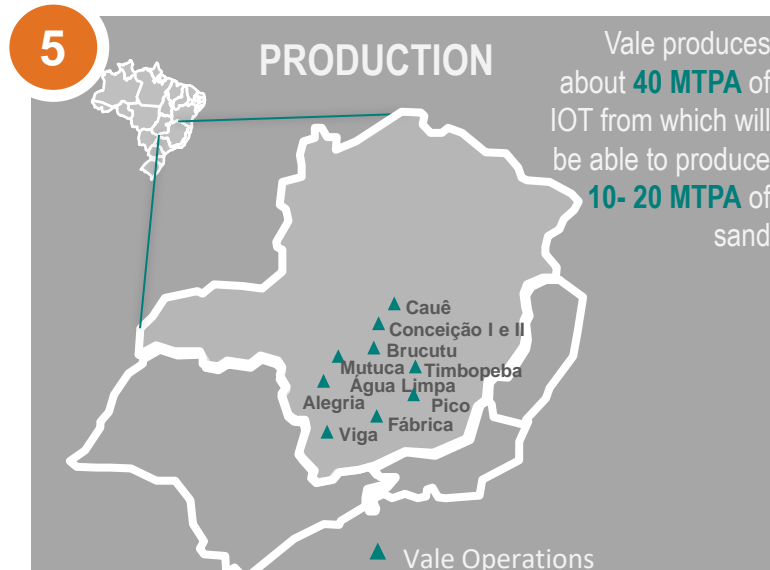 5
PRODUCTION
Vale produces
about 40 MTPA of
IOT from which will
be able to produce
10- 20 MTPA of
sand
Cauê
Conceição I e II
Brucutu
Mutuca
Timbopeba
Água Limpa
Alegria
Pico
Fábrica
Viga
Vale Operations